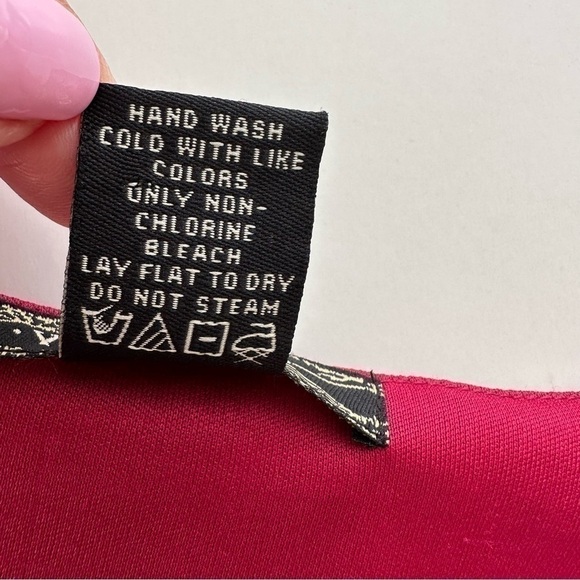 HAND WASH
COLD WITH LIKE
COLORS
ONLY NON-
CHLORINE
BLEACH
LAY FLAT TO DRY
DO NOT STEAM